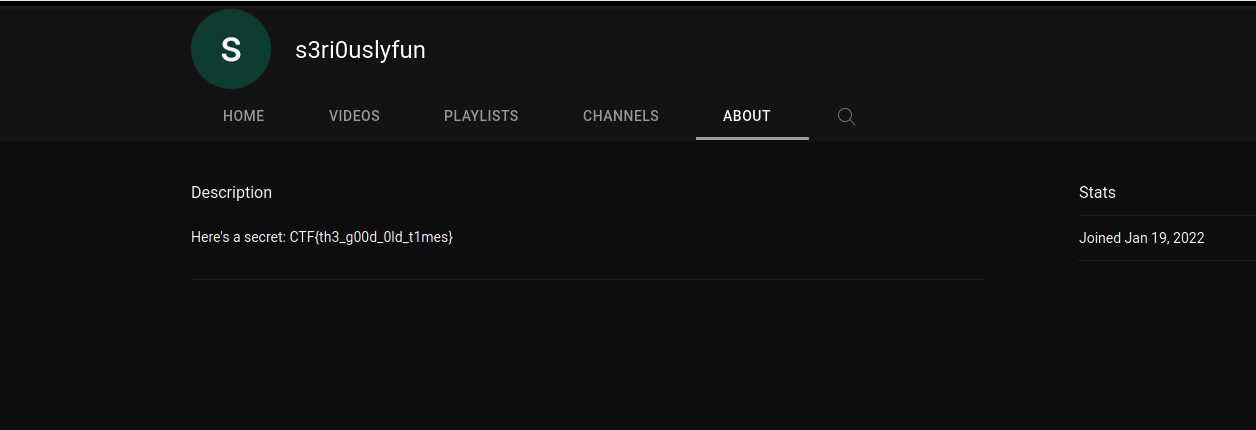 S
s3ri0uslyfun
HOME VIDEOS PLAYLISTS CHANNELS ABOUT
Description
Here's a secret: CTF{th3_g00d_0ld_t1mes}
Stats
Joined Jan 19, 2022